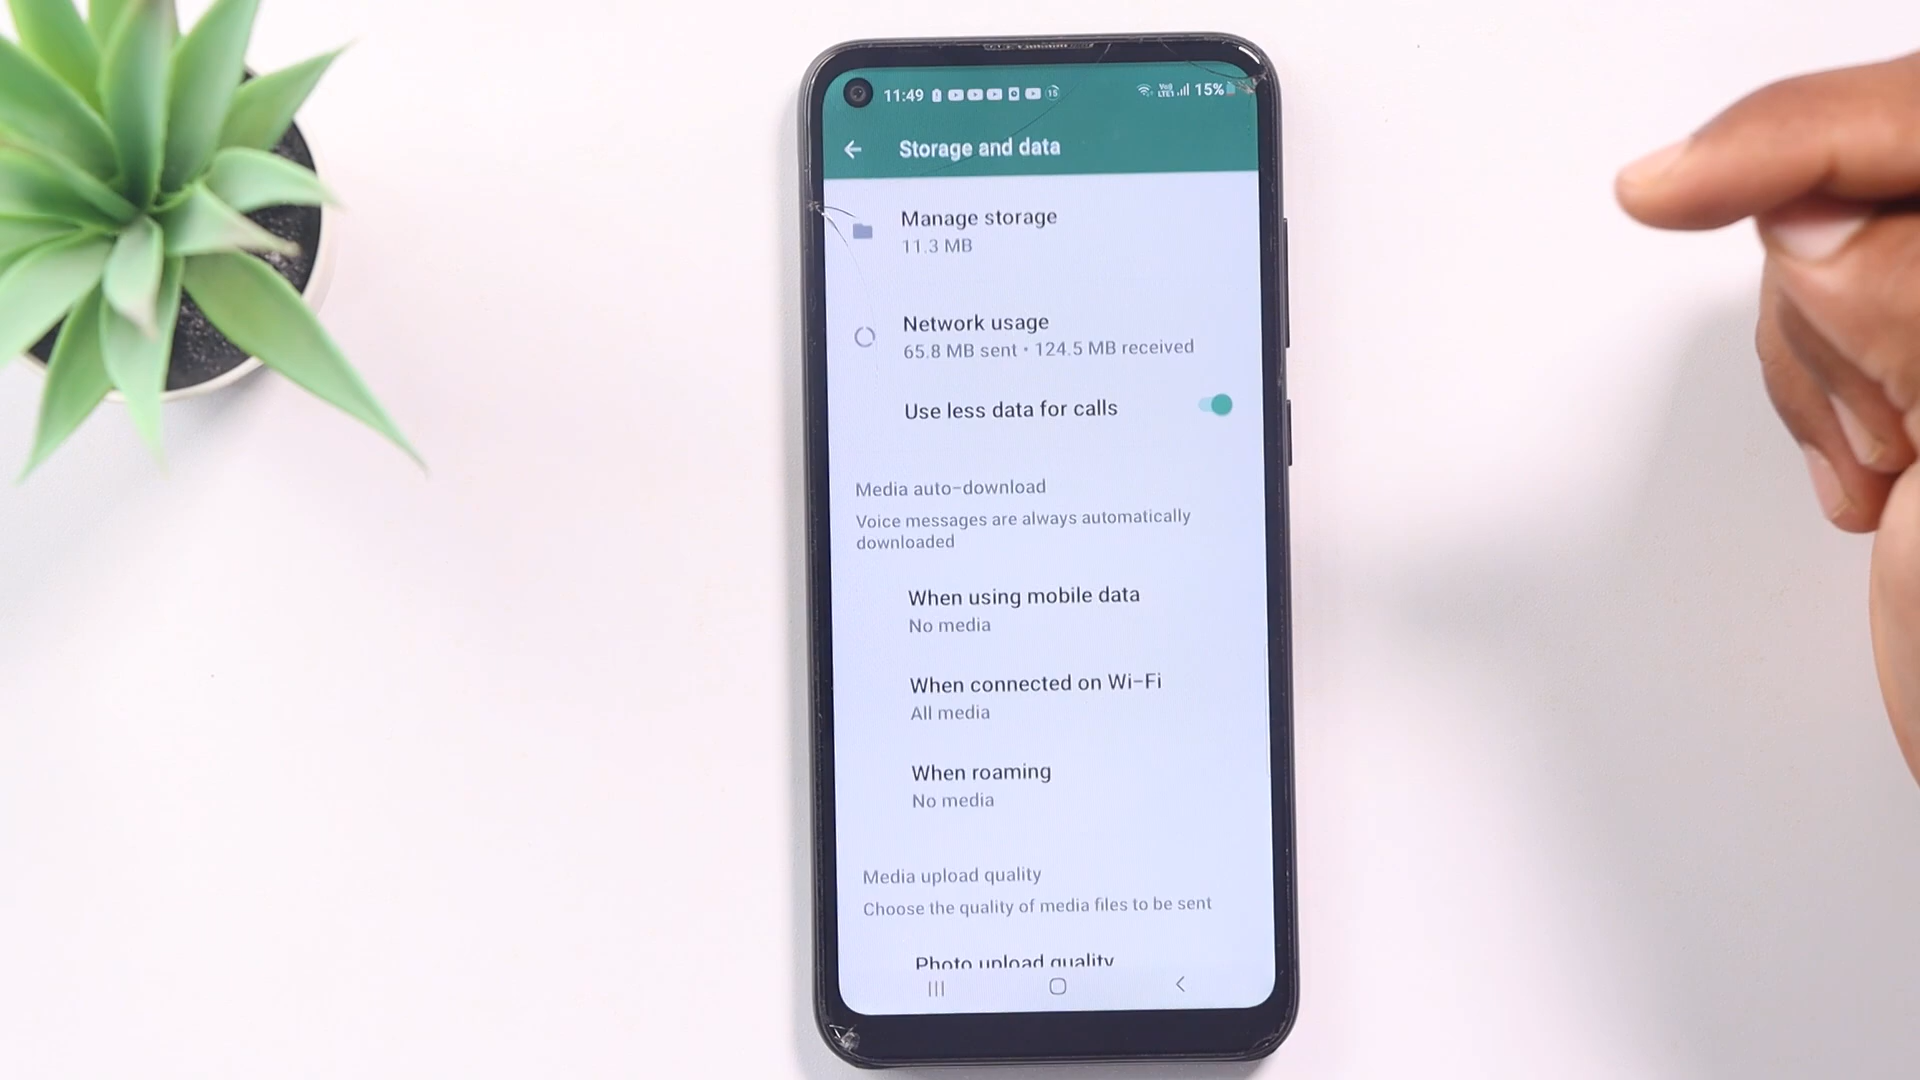 11:49
15
Vo))
LTE1
15%
Storage and data
Manage storage
11.3 MB
Network usage
65.8 MB sent • 124.5 MB received
Use less data for calls
Media auto-download
Voice messages are always automatically
downloaded
When using mobile data
No media
When connected on Wi-Fi
All media
When roaming
No media
Media upload quality
Choose the quality of media files to be sent
Photo upload quality